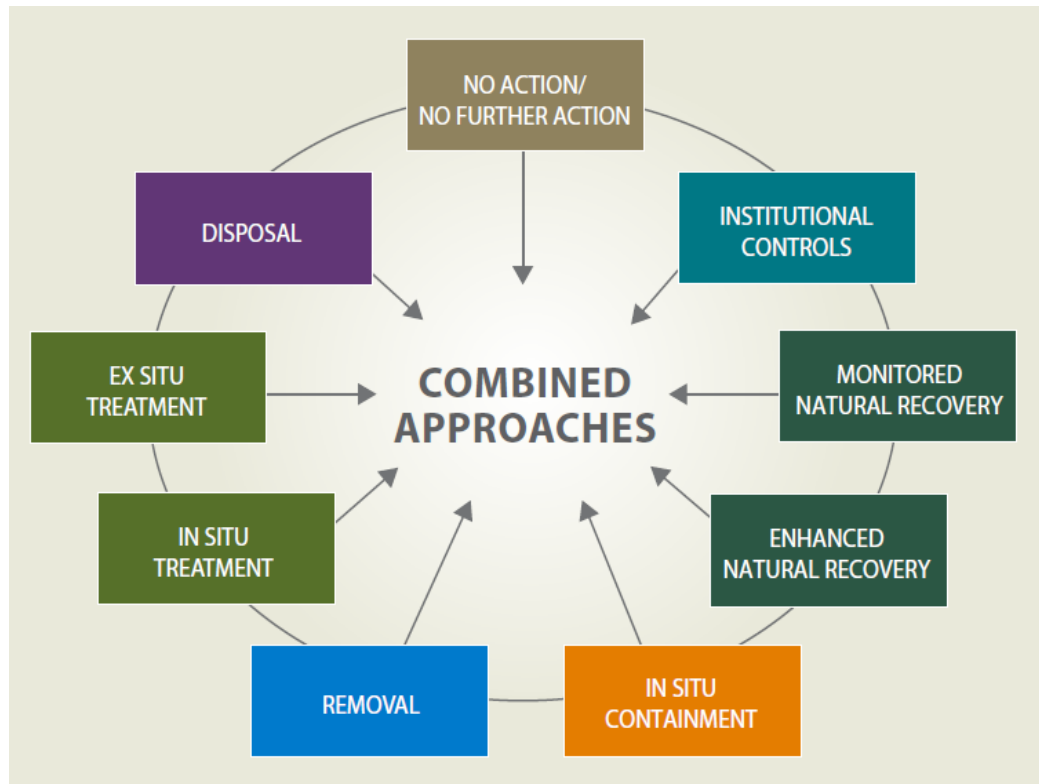 NO ACTION/
NO FURTHER ACTION
DISPOSAL
INSTITUTIONAL
CONTROLS
EX SITU
TREATMENT
COMBINED
APPROACHES
MONITORED
NATURAL RECOVERY
IN SITU
TREATMENT
ENHANCED
NATURAL RECOVERY
REMOVAL
IN SITU
CONTAINMENT